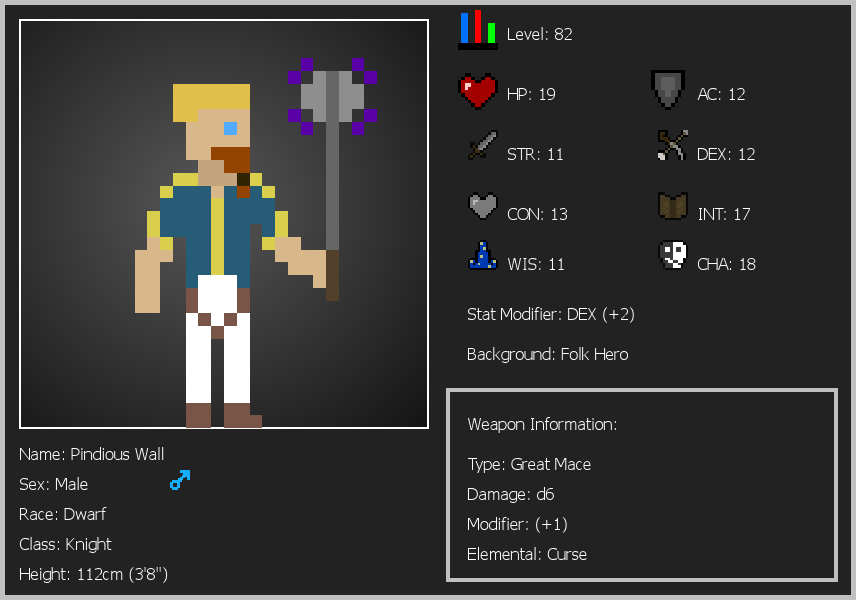 Level: 82
HP: 19
AC: 12
STR: 11
DEX: 12
CON: 13
INT: 17
WIS: 11
CHA: 18
Stat Modifier: DEX (+2)
Background: Folk Hero
Weapon Information:
Type: Great Mace
Damage: d6
Modifier: (+1)
Elemental: Curse
Name: Pindious Wall
Sex: Male
Race: Dwarf
Class: Knight
Height: 112cm (3'8")